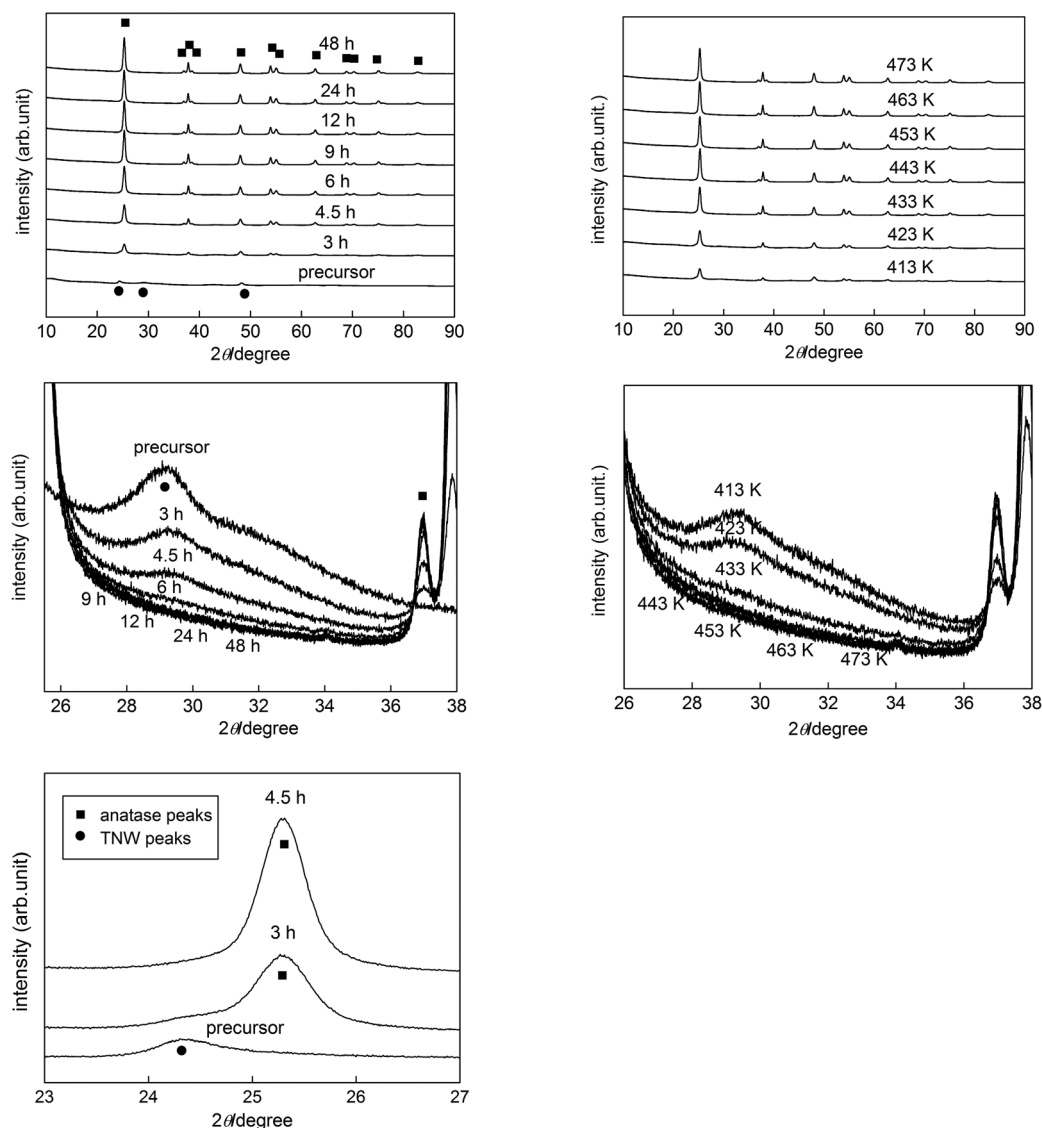 48 h
24 h
12 h
9 h
6 h
4.5 h
3 h
precursor
intensity (arb.unit)
10 20 30 40 50 60 70 80 90
2θ/degree
473 K
463 K
453 K
443 K
433 K
423 K
413 K
intensity (arb.unit.)
10 20 30 40 50 60 70 80 90
2θ/degree
precursor
3 h
4.5 h
6 h
9 h
12 h
24 h
48 h
intensity (arb.unit)
26 28 30 32 34 36 38
2θ/degree
413 K
423 K
433 K
443 K
453 K
463 K
473 K
intensity (arb.unit.)
26 28 30 32 34 36 38
2θ/degree
anatase peaks
TNW peaks
4.5 h
3 h
precursor
intensity (arb.unit)
23 24 25 26 27
2θ/degree